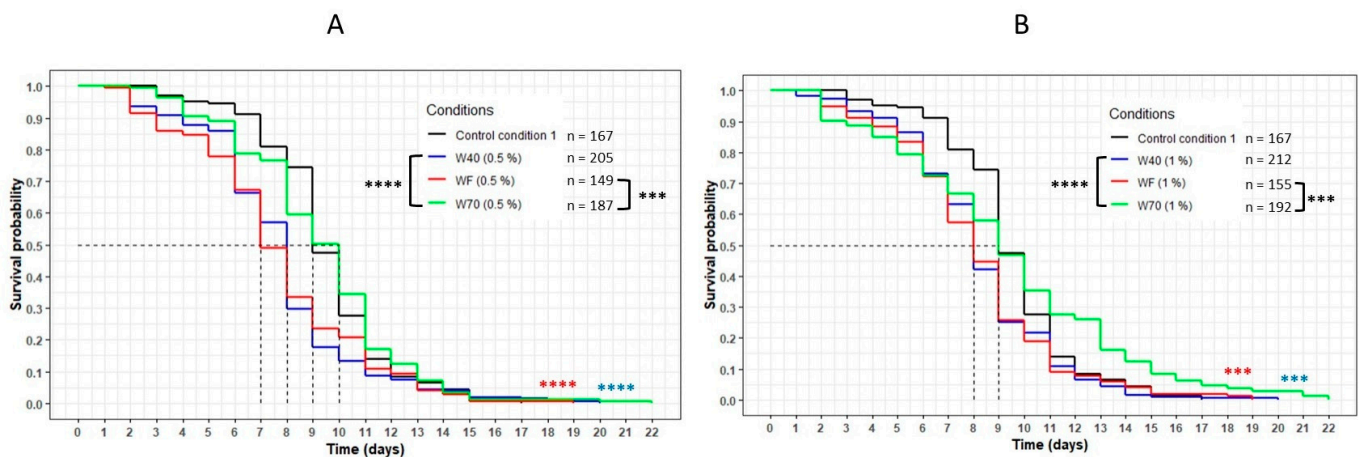 A
Conditions
Control condition 1 n = 167
W40 (0.5 %) n = 205
WF (0.5 %) n = 149
W70 (0.5 %) n = 187
****
***
1.0
0.9
0.8
0.7
0.6
0.5
0.4
0.3
0.2
0.1
0.0
Survival probability
**** ****
0 1 2 3 4 5 6 7 8 9 10 11 12 13 14 15 16 17 18 19 20 21 22
Time (days)
B
Conditions
Control condition 1 n = 167
W40 (1 %) n = 212
WF (1 %) n = 155
W70 (1 %) n = 192
****
***
1.0
0.9
0.8
0.7
0.6
0.5
0.4
0.3
0.2
0.1
0.0
Survival probability
*** ***
0 1 2 3 4 5 6 7 8 9 10 11 12 13 14 15 16 17 18 19 20 21 22
Time (days)